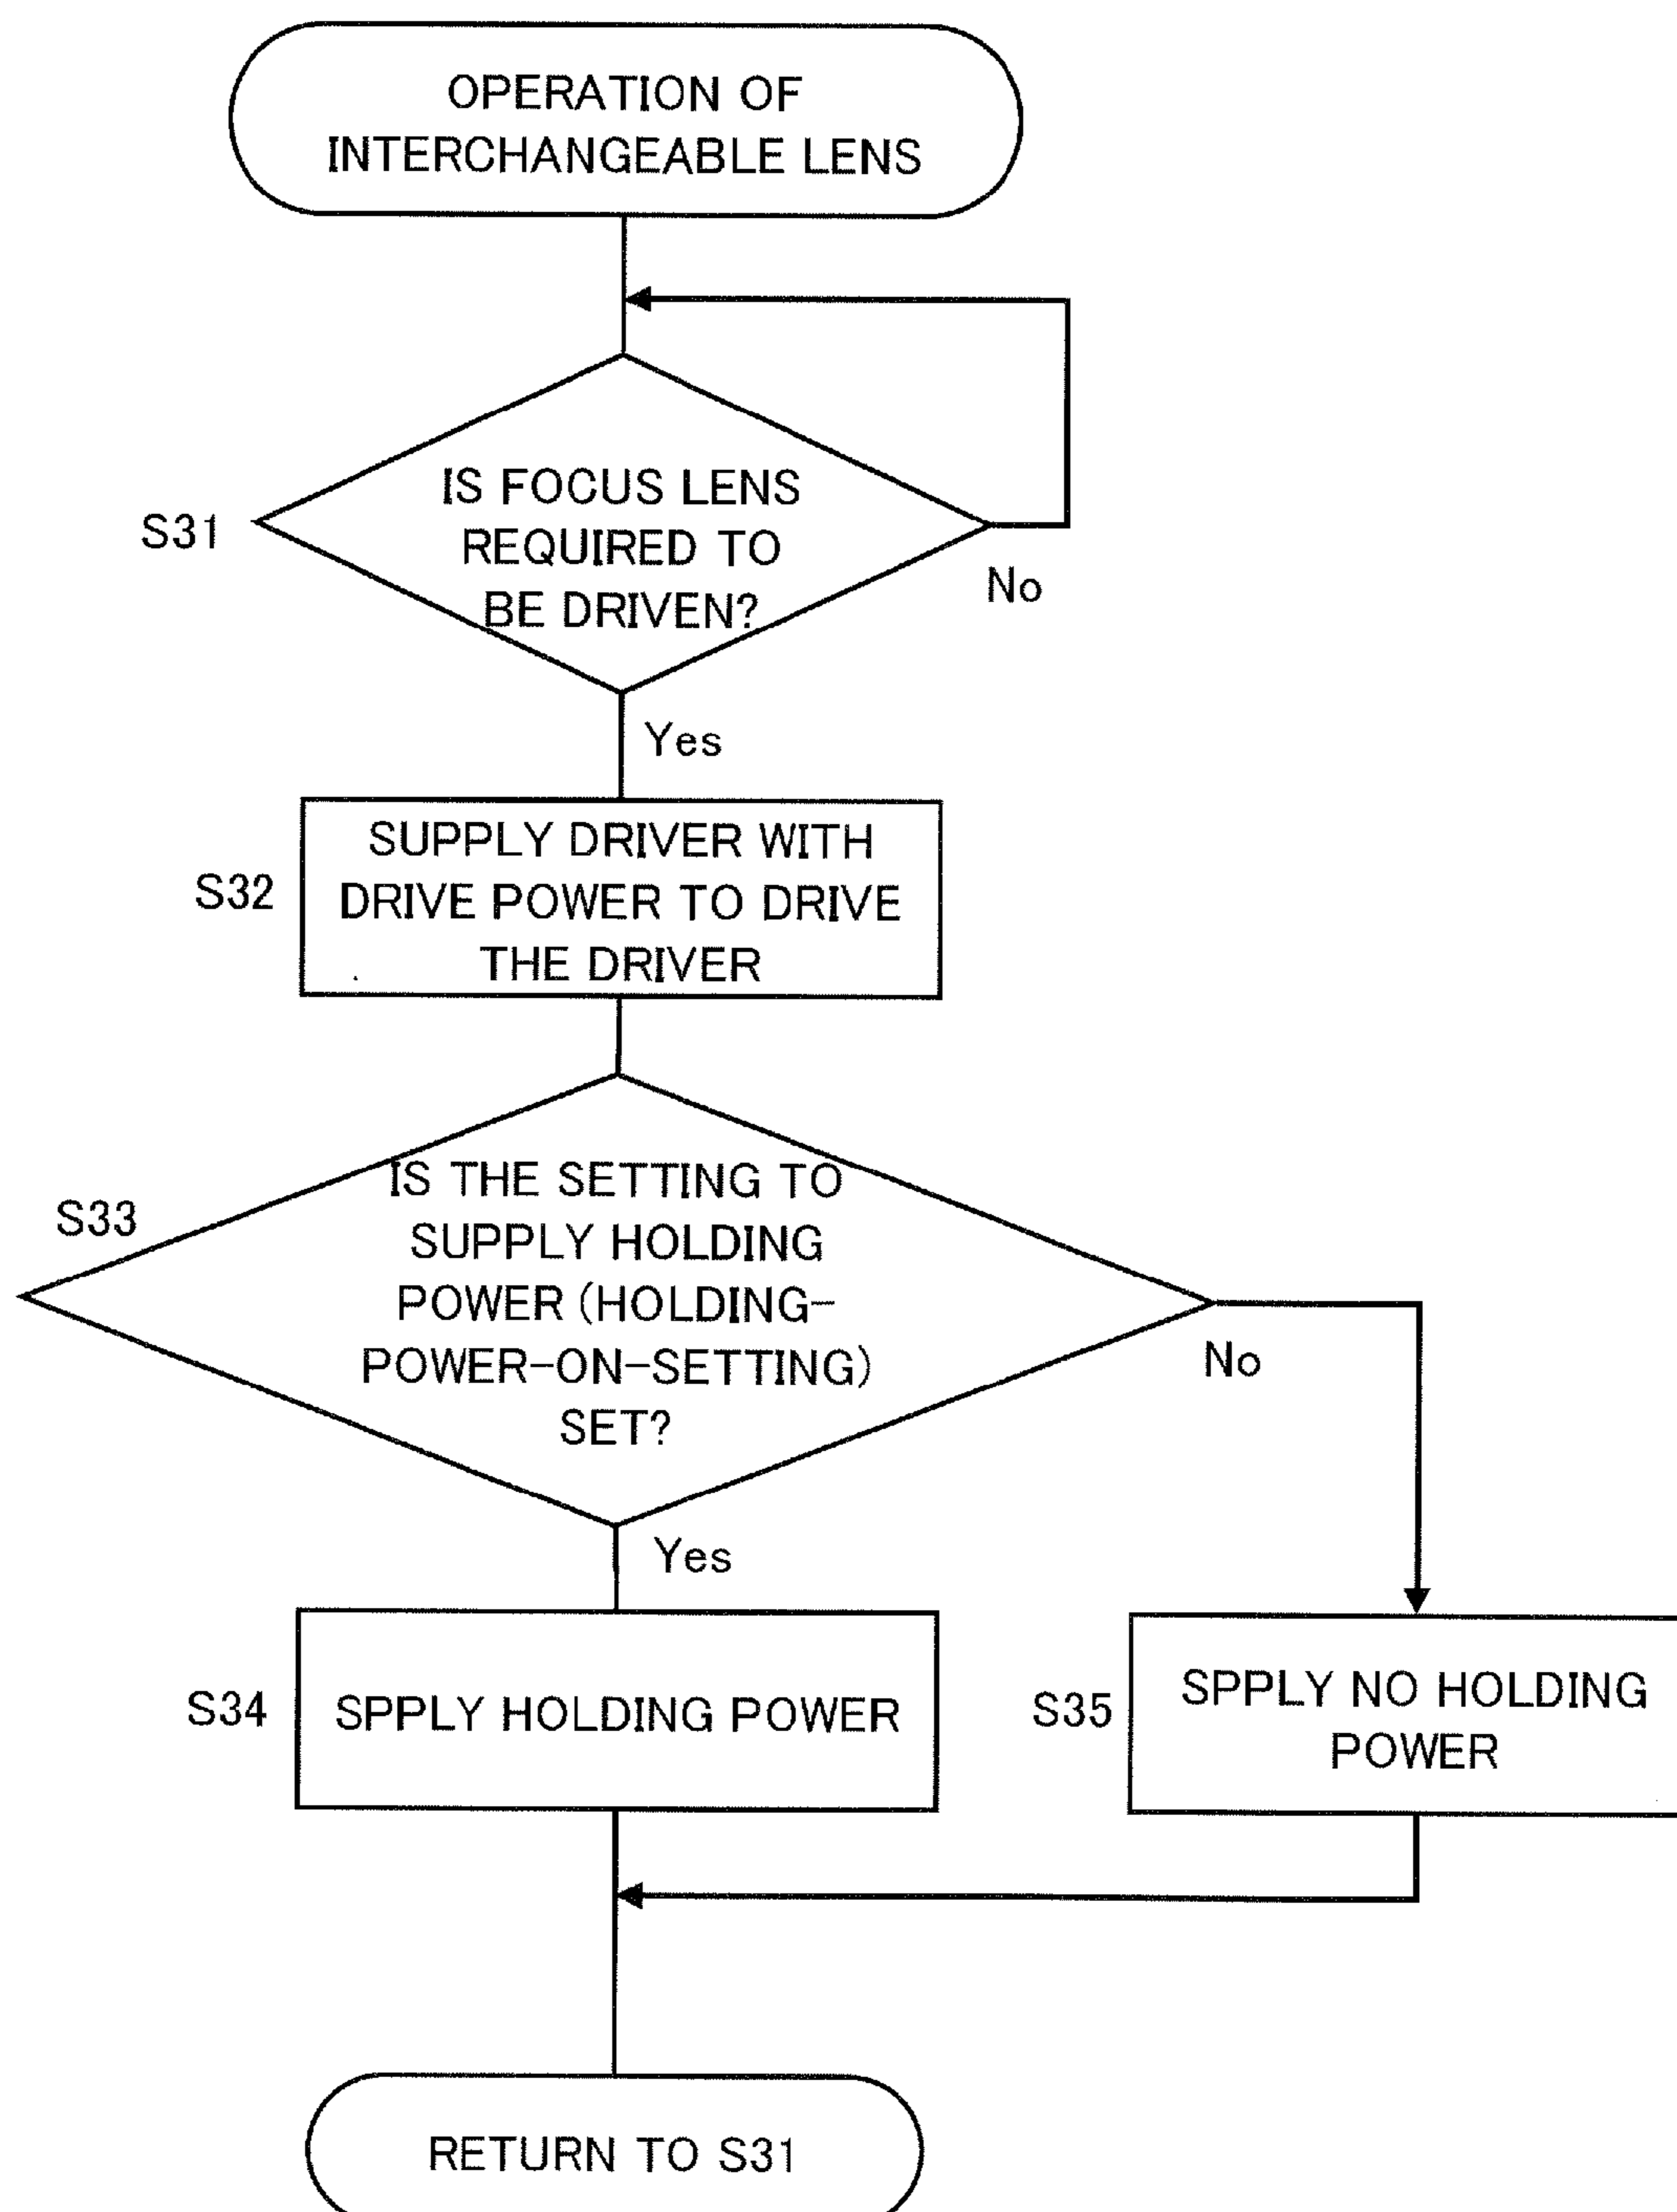 OPERATION OF
INTERCHANGEABLE LENS
S31
IS FOCUS LENS
REQUIRED TO
BE DRIVEN?
No
Yes
S32
SUPPLY DRIVER WITH
DRIVE POWER TO DRIVE
THE DRIVER
S33
IS THE SETTING TO
SUPPLY HOLDING
POWER (HOLDING-
POWER-ON-SETTING)
SET?
No
Yes
S34
SPPLY HOLDING POWER
S35
SPPLY NO HOLDING
POWER
RETURN TO S31